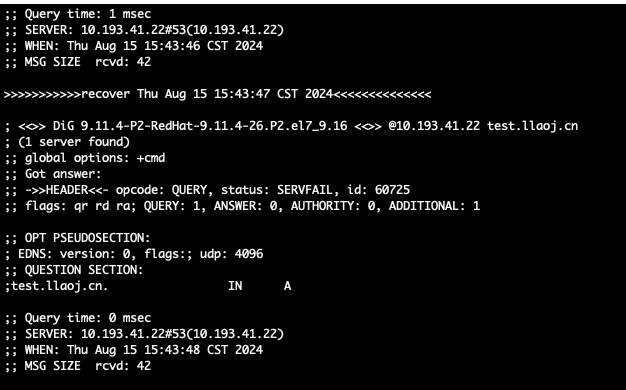 ;; Query time: 1 msec
;; SERVER: 10.193.41.22#53(10.193.41.22)
;; WHEN: Thu Aug 15 15:43:46 CST 2024
;; MSG SIZE  rcvd: 42
>>>>>>>>>>>recover Thu Aug 15 15:43:47 CST 2024<<<<<<<<<<<<<<
; <<>> DiG 9.11.4-P2-RedHat-9.11.4-26.P2.el7_9.16 <<>> @10.193.41.22 test.llaoj.cn
; (1 server found)
;; global options: +cmd
;; Got answer:
;; ->>HEADER<<- opcode: QUERY, status: SERVFAIL, id: 60725
;; flags: qr rd ra; QUERY: 1, ANSWER: 0, AUTHORITY: 0, ADDITIONAL: 1
;; OPT PSEUDOSECTION:
; EDNS: version: 0, flags:; udp: 4096
;; QUESTION SECTION:
;test.llaoj.cn.                 IN      A
;; Query time: 0 msec
;; SERVER: 10.193.41.22#53(10.193.41.22)
;; WHEN: Thu Aug 15 15:43:48 CST 2024
;; MSG SIZE  rcvd: 42